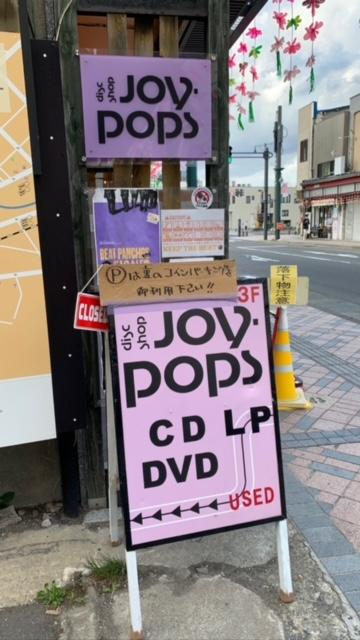 disc
shop
JOY.
POPS
BEAT PANCHOS
Ⓟは裏のコインパーキング店
御利用下さい!!
CLOSE
3F
落
下
物
注
意
disc
shop
JOY.
POPS
CD LP
DVD
USED